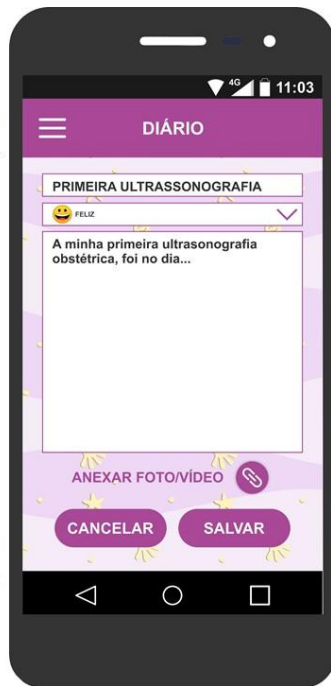 4G 11:03
DIÁRIO
PRIMEIRA ULTRASSONOGRAFIA
FELIZ
A minha primeira ultrasonografia
obstétrica, foi no dia...
ANEXAR FOTO/VÍDEO
CANCELAR SALVAR